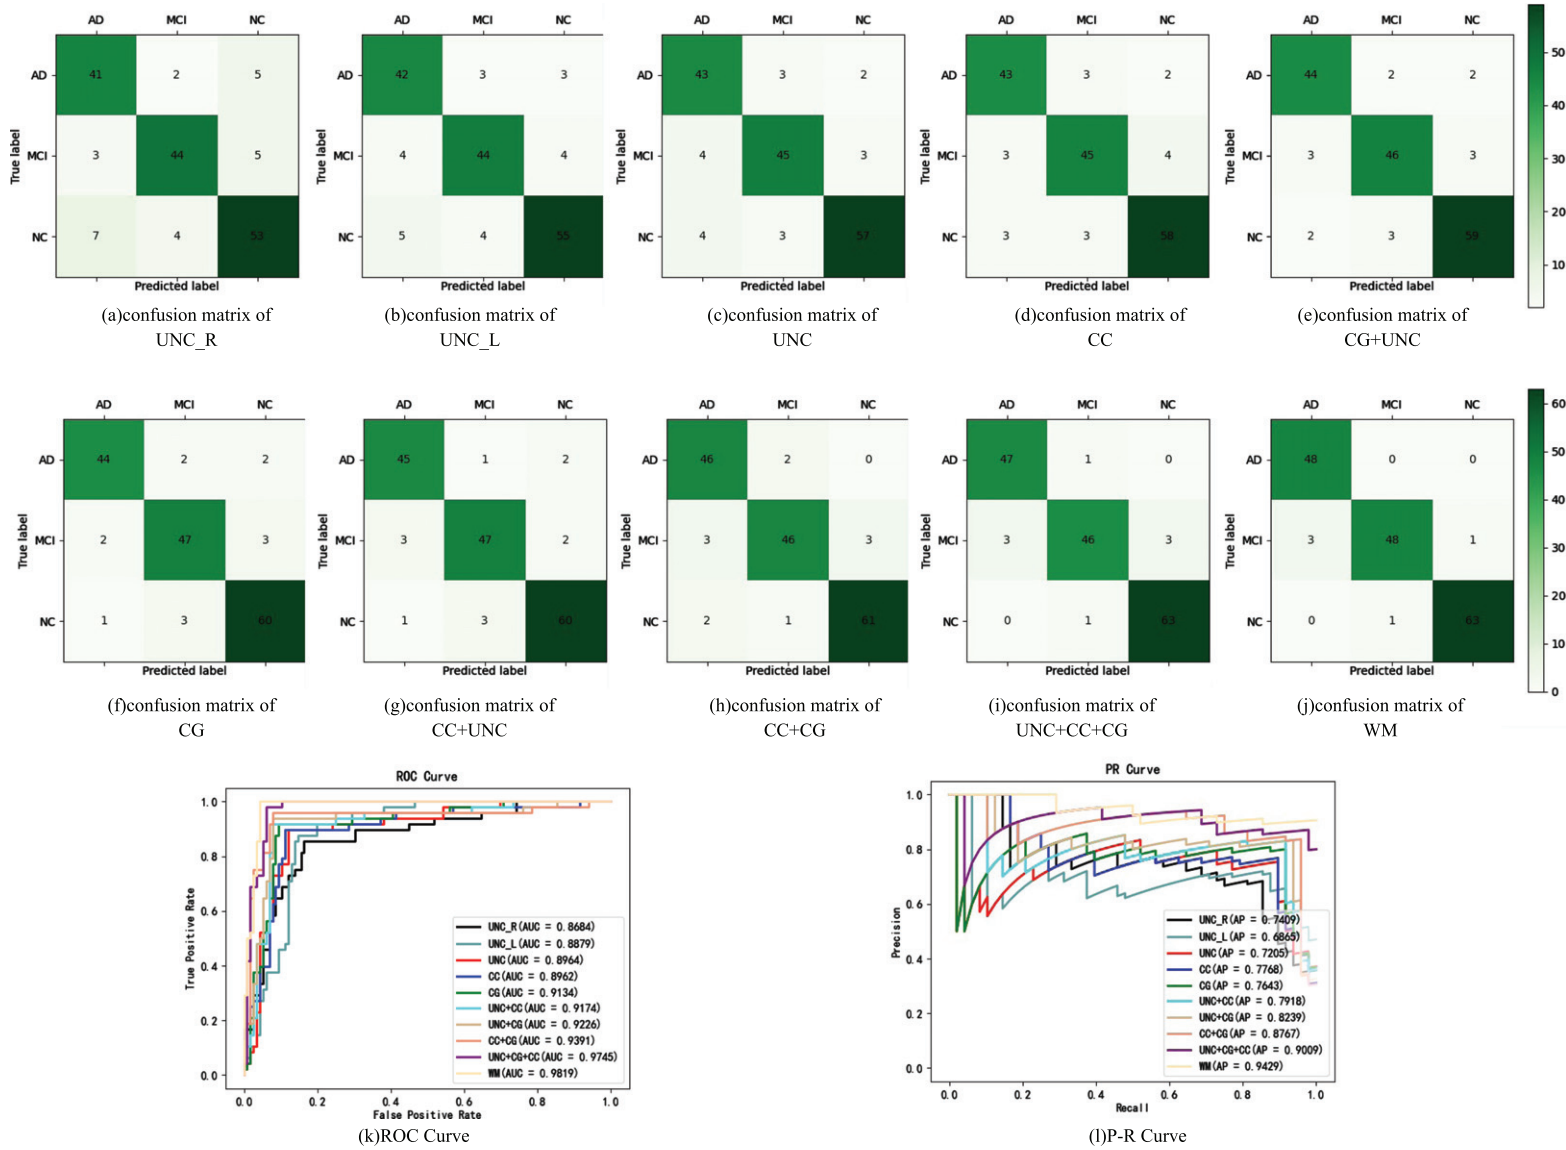 AD MCI NC AD MCI NC AD MCI NC AD MCI NC AD MCI NC
AD 41 2 5 AD 42 3 3 AD 43 3 2 AD 43 3 2 AD 44 2 2 50
40
True label True label True label True label True label
MCI 3 44 5 MCI 4 44 4 MCI 4 45 3 MCI 3 45 4 MCI 3 46 3 30
20
NC 7 4 53 NC 5 4 55 NC 4 3 57 NC 3 3 58 NC 2 3 59
10
Predicted label Predicted label Predicted label Predicted label Predicted label
(a)confusion matrix of (b)confusion matrix of (c)confusion matrix of (d)confusion matrix of (e)confusion matrix of
UNC_R UNC_L UNC CC CG+UNC
AD MCI NC AD MCI NC AD MCI NC AD MCI NC AD MCI NC
60
AD 44 2 2 AD 45 1 2 AD 46 2 0 AD 47 1 0 AD 48 0 0 50
40
True label True label True label True label True label
MCI 2 47 3 MCI 3 47 2 MCI 3 46 3 MCI 3 46 3 MCI 3 48 1
30
20
NC 1 3 60 NC 1 3 60 NC 2 1 61 NC 0 1 63 NC 0 1 63
10
Predicted label Predicted label Predicted label Predicted label Predicted label
0
(f)confusion matrix of (g)confusion matrix of (h)confusion matrix of (i)confusion matrix of (j)confusion matrix of
CG CC+UNC CC+CG UNC+CC+CG WM
ROC Curve
1.0
0.8
0.6
0.4
0.2
0.0
True Positive Rate
UNC_R(AUC = 0.8684)
UNC_L(AUC = 0.8879)
UNC(AUC = 0.8964)
CC(AUC = 0.8962)
CG(AUC = 0.9134)
UNC+CC(AUC = 0.9174)
UNC+CG(AUC = 0.9226)
CC+CG(AUC = 0.9391)
UNC+CG+CC(AUC = 0.9745)
WM(AUC = 0.9819)
0.0 0.2 0.4 0.6 0.8 1.0
False Positive Rate
(k)ROC Curve
PR Curve
1.0
0.8
0.6
0.4
0.2
0.0
Precision
UNC_R(AP = 0.7409)
UNC_L(AP = 0.6865)
UNC(AP = 0.7205)
CC(AP = 0.7768)
CG(AP = 0.7643)
UNC+CC(AP = 0.7918)
UNC+CG(AP = 0.8239)
CC+CG(AP = 0.8767)
UNC+CG+CC(AP = 0.9009)
WM(AP = 0.9429)
0.0 0.2 0.4 0.6 0.8 1.0
Recall
(l)P-R Curve